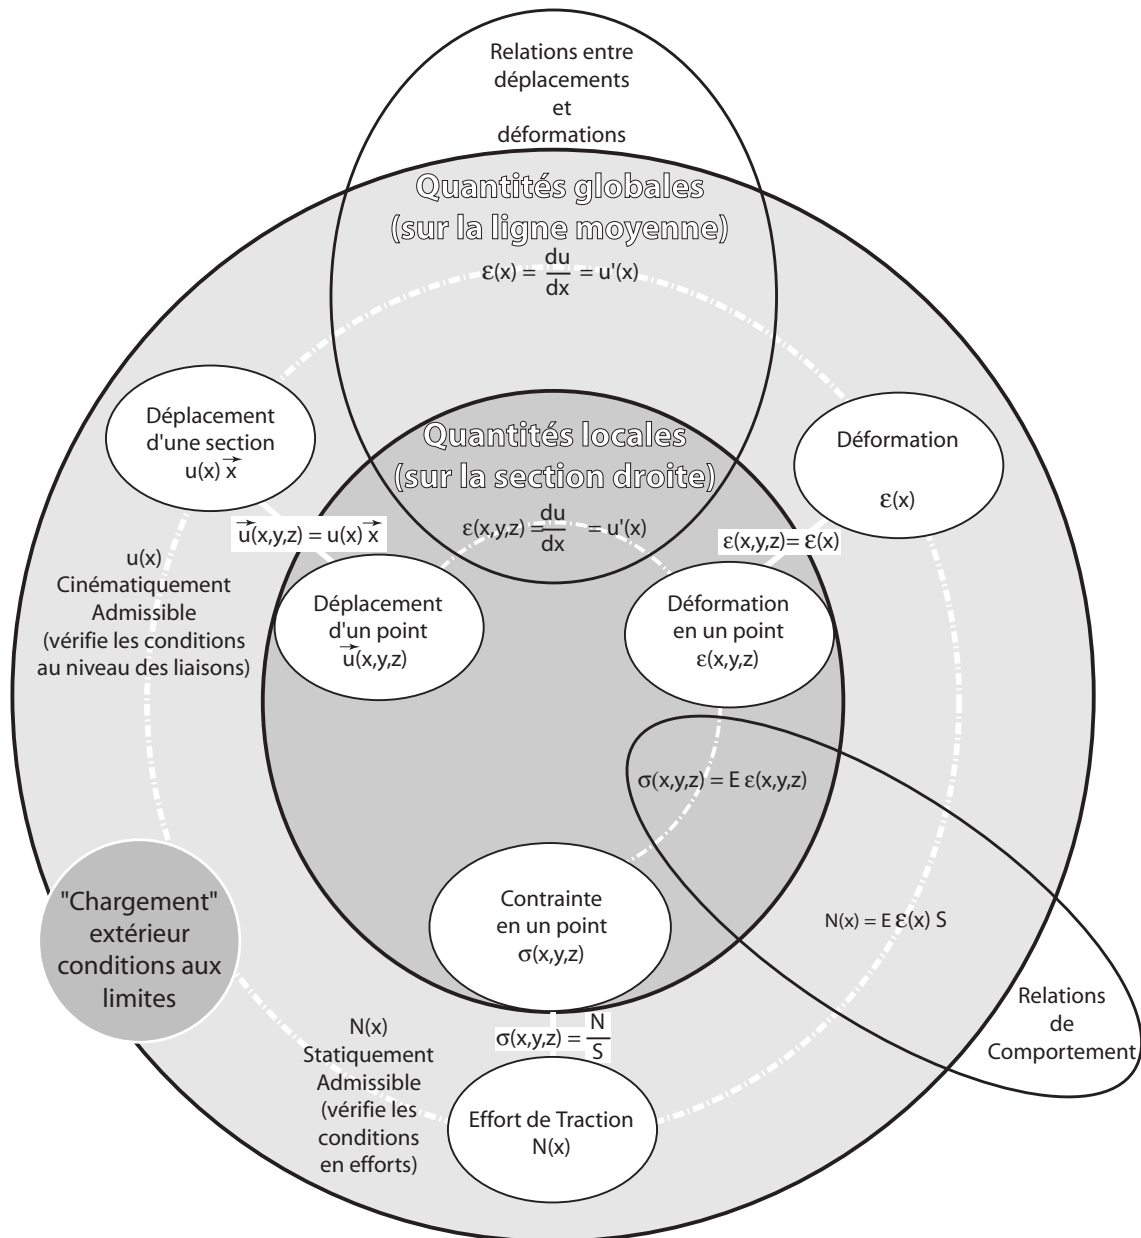 Relations entre
déplacements
et
déformations
Quantités globales
(sur la ligne moyenne)
ε(x) = du/dx = u'(x)
Déplacement
d'une section
u(x) x⃗
Déformation
ε(x)
Quantités locales
(sur la section droite)
ε(x,y,z) = du/dx = u'(x)
u⃗(x,y,z) = u(x) x⃗
ε(x,y,z)= ε(x)
u(x)
Cinématiquement
Admissible
(vérifie les conditions
au niveau des liaisons)
Déplacement
d'un point
u⃗(x,y,z)
Déformation
en un point
ε(x,y,z)
σ(x,y,z) = E ε(x,y,z)
"Chargement"
extérieur
conditions aux
limites
Contrainte
en un point
σ(x,y,z)
N(x) = E ε(x) S
Relations
de
Comportement
σ(x,y,z) = N/S
N(x)
Statiquement
Admissible
(vérifie les
conditions
en efforts)
Effort de Traction
N(x)